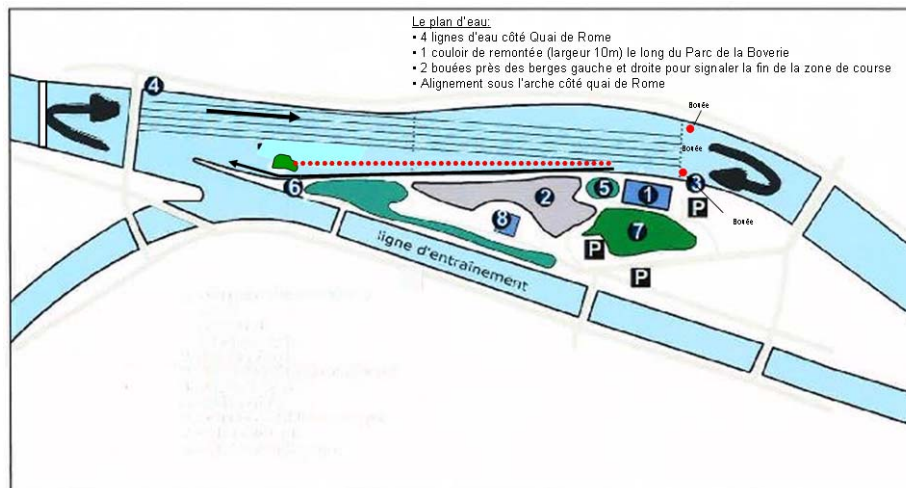 Le plan d'eau:
• 4 lignes d'eau côté Quai de Rome
• 1 couloir de remontée (largeur 10m) le long du Parc de la Boverie
• 2 bouées près des berges gauche et droite pour signaler la fin de la zone de course
• Alignement sous l'arche côté quai de Rome
4
Bouée
Bouée
6
2
5
1
3
P
Bouée
8
7
P
P
ligne d'entraînement